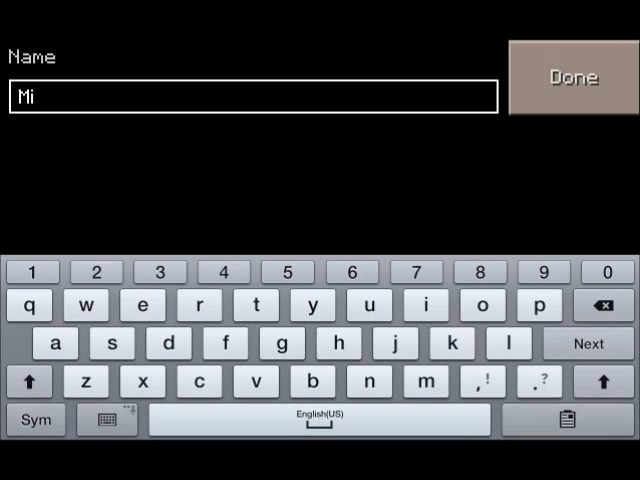 Name
Done
Mi
1 2 3 4 5 6 7 8 9 0
q w e r t y u i o p
a s d f g h j k l Next
z x c v b n m , ! . ?
Sym English(US)